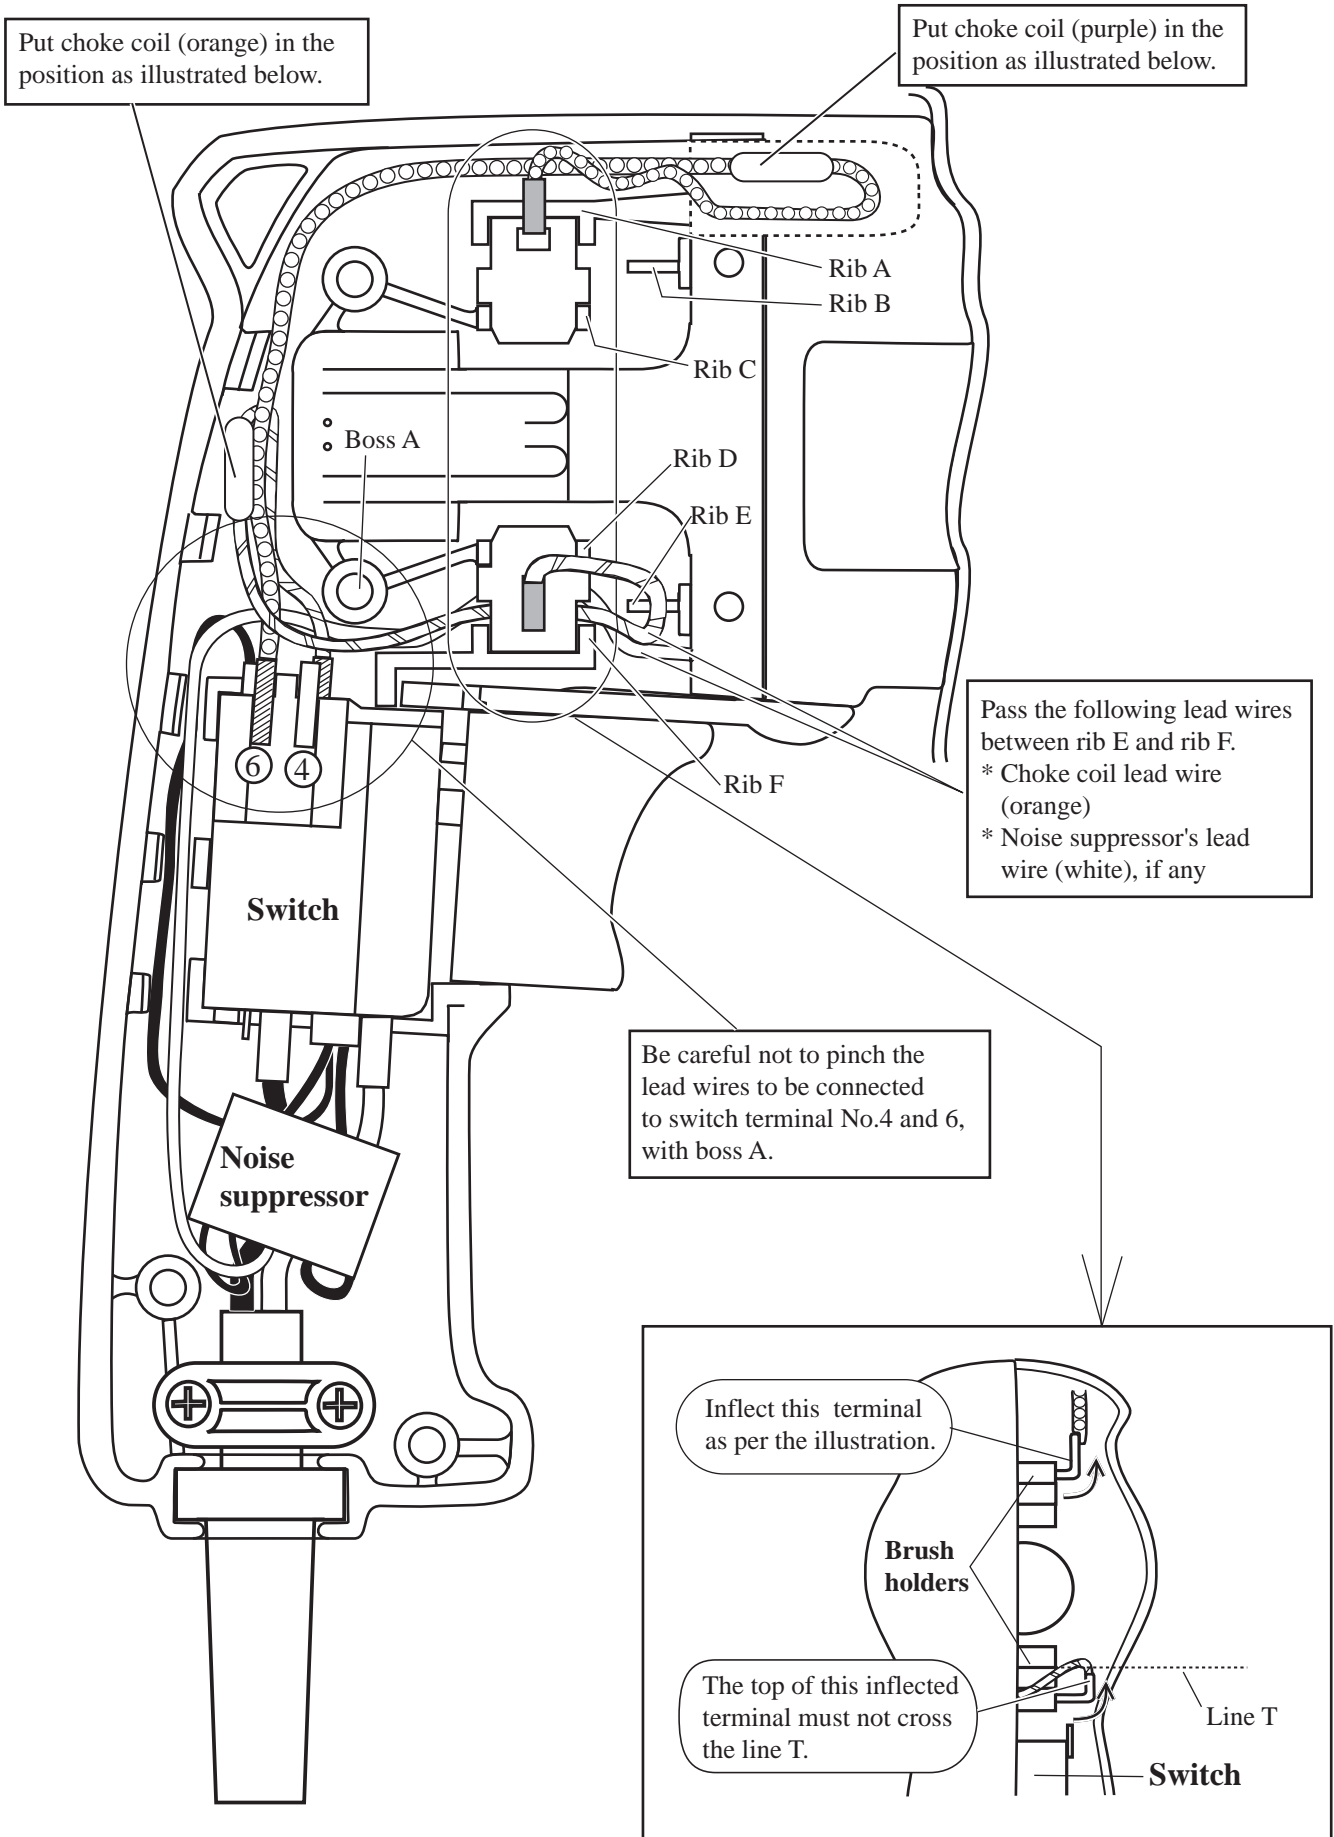 Put choke coil (orange) in the
position as illustrated below.
Put choke coil (purple) in the
position as illustrated below.
Rib A
Rib B
Rib C
Boss A
Rib D
Rib E
Pass the following lead wires
between rib E and rib F.
* Choke coil lead wire
(orange)
* Noise suppressor's lead
wire (white), if any
6
4
Rib F
Switch
Be careful not to pinch the
lead wires to be connected
to switch terminal No.4 and 6,
with boss A.
Noise
suppressor
Inflect this terminal
as per the illustration.
Brush
holders
The top of this inflected
terminal must not cross
the line T.
Line T
Switch